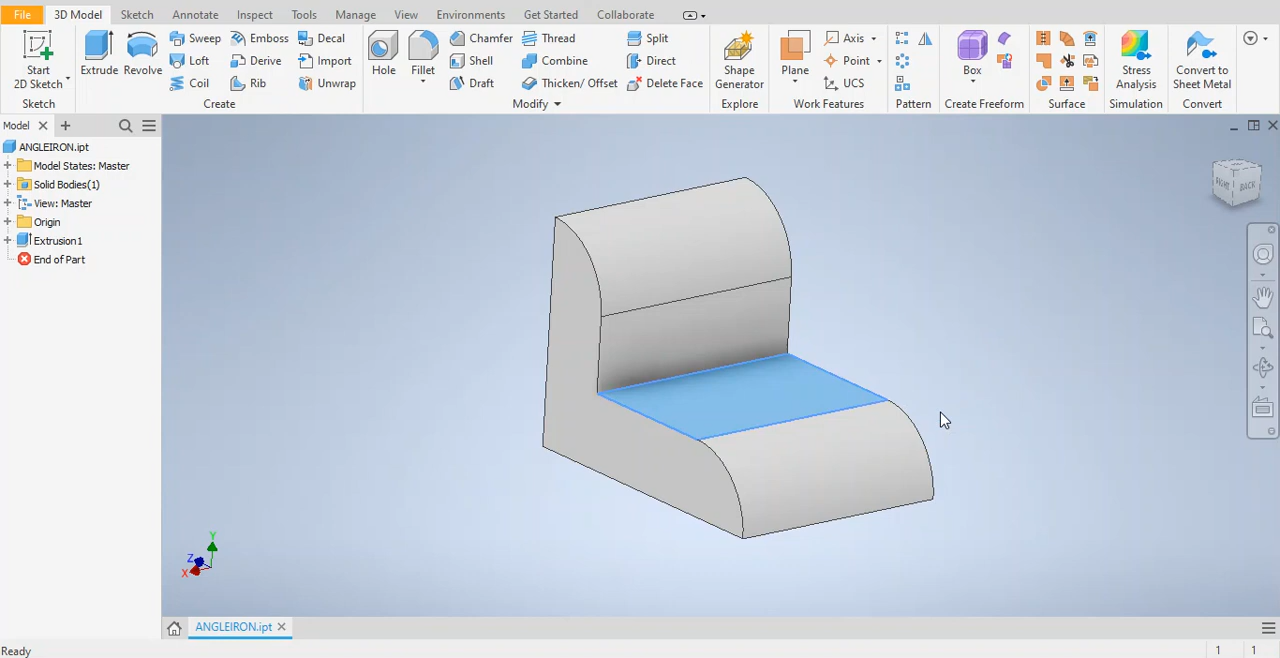 File 3D Model Sketch Annotate Inspect Tools Manage View Environments Get Started Collaborate
Start
2D Sketch
Sketch
Extrude
Revolve
Sweep
Loft
Coil
Emboss
Derive
Rib
Decal
Import
Unwrap
Create
Hole
Fillet
Chamfer
Shell
Draft
Thread
Combine
Thicken/ Offset
Split
Direct
Delete Face
Modify
Shape
Generator
Explore
Plane
Axis
Point
UCS
Work Features
Pattern
Box
Create Freeform
Surface
Stress
Analysis
Simulation
Convert to
Sheet Metal
Convert
Model
ANGLEIRON.ipt
Model States: Master
Solid Bodies(1)
View: Master
Origin
Extrusion1
End of Part
RIGHT BACK
Y
Z
X
ANGLEIRON.ipt
Ready
1 1